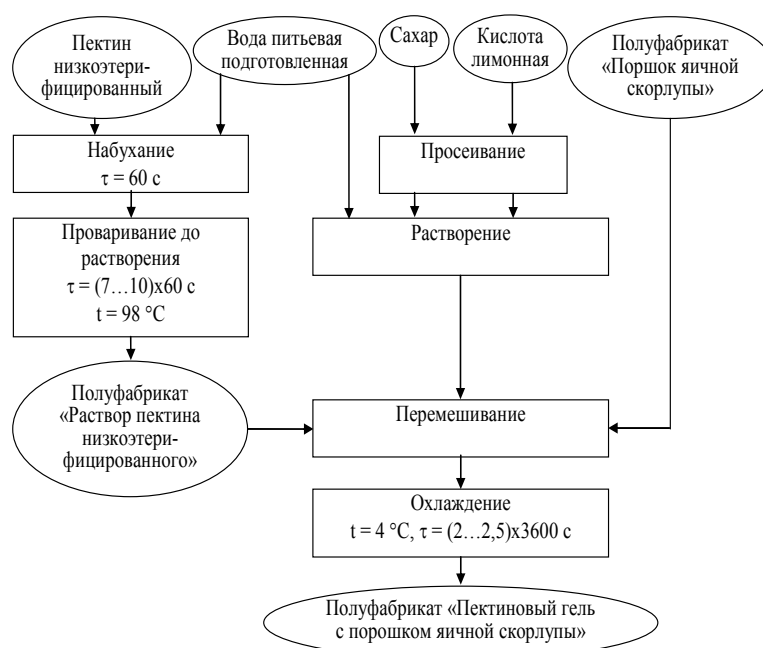 Пектин
низкоэтери-
фицированный
Вода питьевая
подготовленная
Сахар
Кислота
лимонная
Полуфабрикат
«Поршок яичной
скорлупы»
Набухание
τ = 60 с
Просеивание
Проваривание до
растворения
τ = (7...10)x60 с
t = 98 °C
Растворение
Полуфабрикат
«Раствор пектина
низкоэтери-
фицированного»
Перемешивание
Охлаждение
t = 4 °C, τ = (2...2,5)x3600 с
Полуфабрикат «Пектиновый гель
с порошком яичной скорлупы»